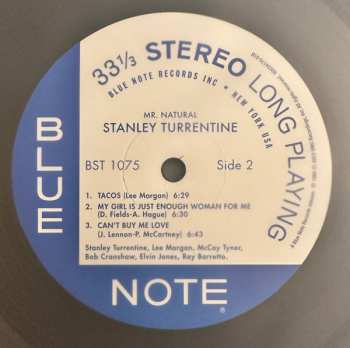 33 1/3 STEREO LONG PLAYING
BLUE NOTE RECORDS INC • NEW YORK USA
MR. NATURAL
STANLEY TURRENTINE
BST 1075 Side 2
1. TACOS (Lee Morgan) 6:29
2. MY GIRL IS JUST ENOUGH WOMAN FOR ME
(D. Fields-A. Hague) 6:30
3. CAN'T BUY ME LOVE
(J. Lennon-P. McCartney) 6:43
Stanley Turrentine, Lee Morgan, McCoy Tyner,
Bob Cranshaw, Elvin Jones, Ray Barretto.
BLUE
NOTE
®